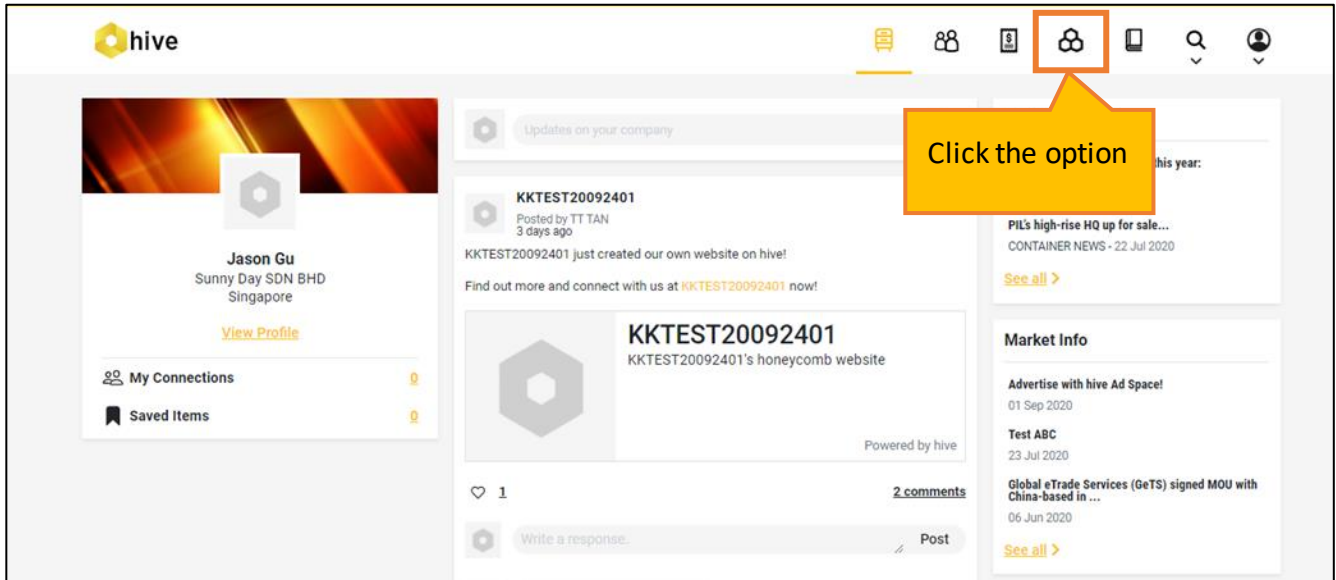 hive
Click the option
Jason Gu
Sunny Day SDN BHD
Singapore
View Profile
My Connections 0
Saved Items 0
Updates on your company
KKTEST20092401
Posted by TT TAN
3 days ago
KKTEST20092401 just created our own website on hive!
Find out more and connect with us at KKTEST20092401 now!
KKTEST20092401
KKTEST20092401's honeycomb website
Powered by hive
1
2 comments
Write a response.
Post
this year:
PIL's high-rise HQ up for sale...
CONTAINER NEWS - 22 Jul 2020
See all >
Market Info
Advertise with hive Ad Space!
01 Sep 2020
Test ABC
23 Jul 2020
Global eTrade Services (GeTS) signed MOU with
China-based in ...
06 Jun 2020
See all >